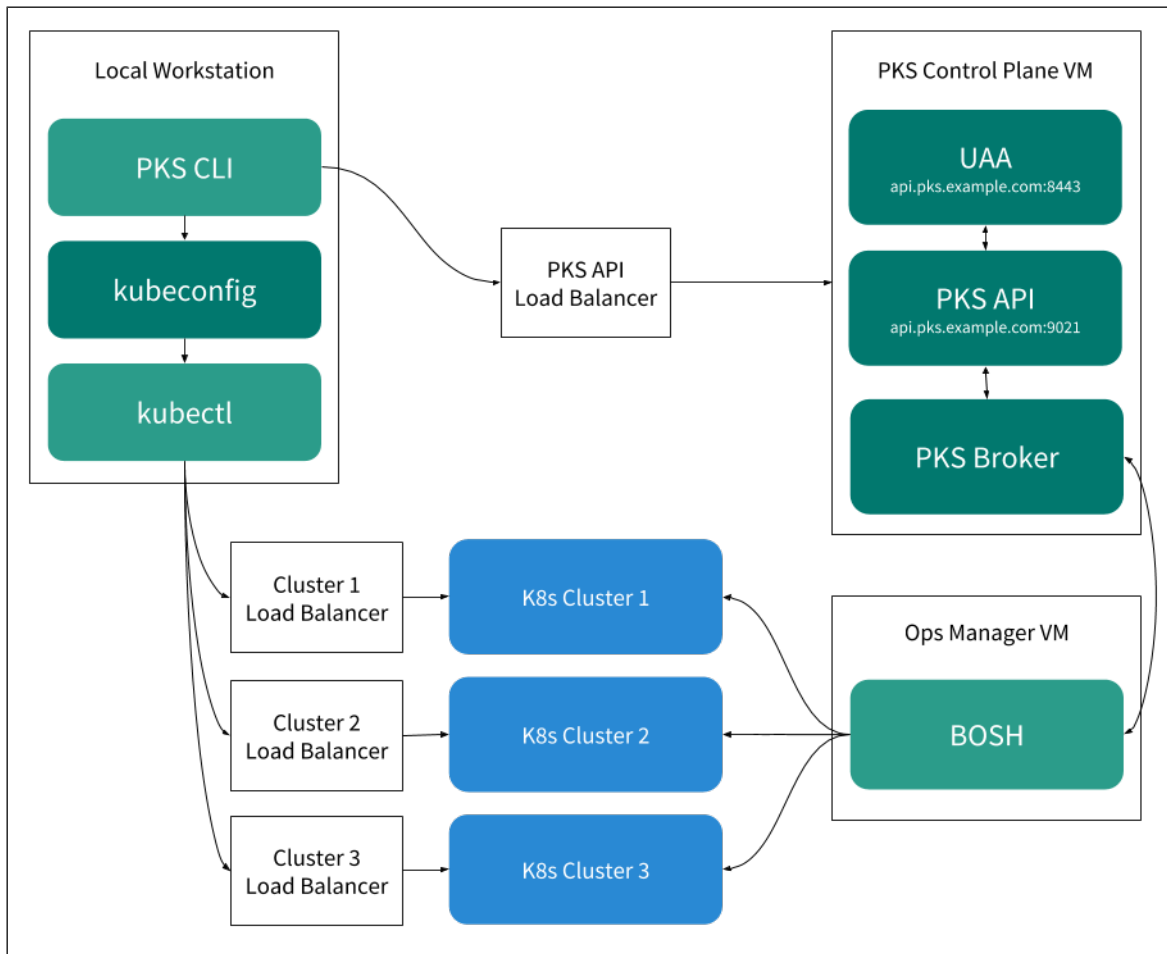 Local Workstation
PKS CLI
kubeconfig
kubectl
PKS API
Load Balancer
PKS Control Plane VM
UAA
api.pks.example.com:8443
PKS API
api.pks.example.com:9021
PKS Broker
Cluster 1
Load Balancer
K8s Cluster 1
Cluster 2
Load Balancer
K8s Cluster 2
Cluster 3
Load Balancer
K8s Cluster 3
Ops Manager VM
BOSH